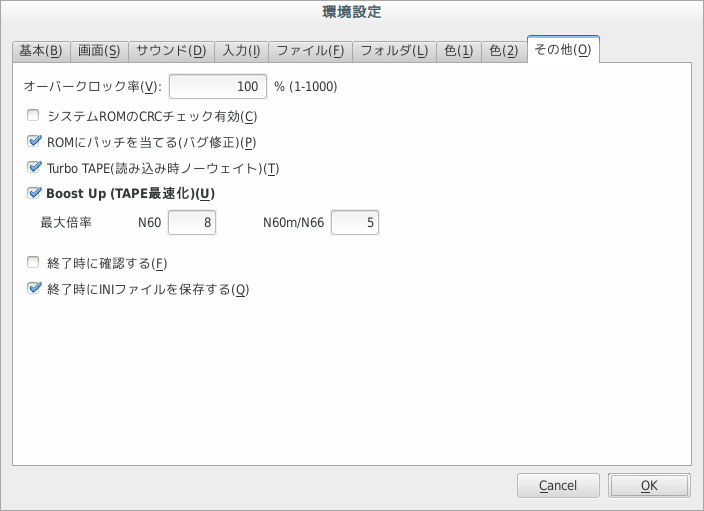 環境設定
基本(B) 画面(S) サウンド(D) 入力(I) ファイル(F) フォルダ(L) 色(1) 色(2) その他(O)
オーバークロック率(V): 100 % (1-1000)
システムROMのCRCチェック有効(C)
ROMにパッチを当てる(バグ修正)(P)
Turbo TAPE(読み込み時ノーウェイト)(T)
Boost Up (TAPE最速化)(U)
最大倍率 N60 8 N60m/N66 5
終了時に確認する(F)
終了時にINIファイルを保存する(Q)
Cancel OK